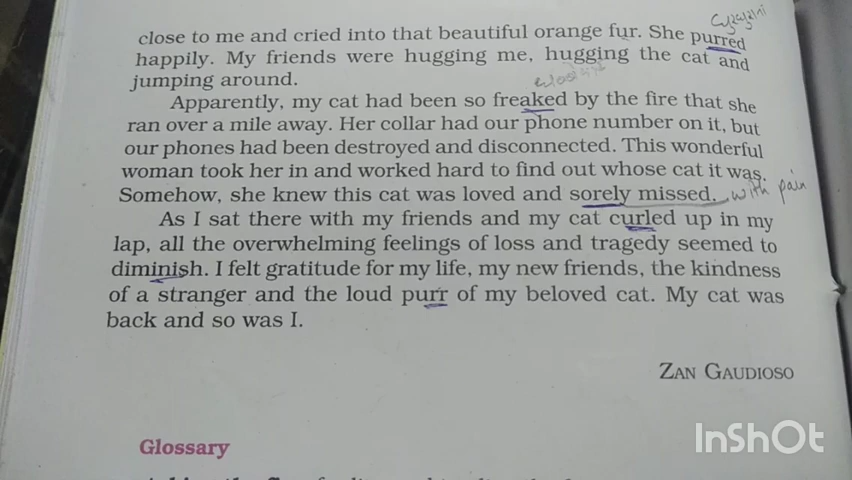 close to me and cried into that beautiful orange fur. She purred
happily. My friends were hugging me, hugging the cat and
jumping around.
Apparently, my cat had been so freaked by the fire that she
ran over a mile away. Her collar had our phone number on it, but
our phones had been destroyed and disconnected. This wonderful
woman took her in and worked hard to find out whose cat it was.
Somehow, she knew this cat was loved and sorely missed. with pain
As I sat there with my friends and my cat curled up in my
lap, all the overwhelming feelings of loss and tragedy seemed to
diminish. I felt gratitude for my life, my new friends, the kindness
of a stranger and the loud purr of my beloved cat. My cat was
back and so was I.
ZAN GAUDIOSO
Glossary
InShOt